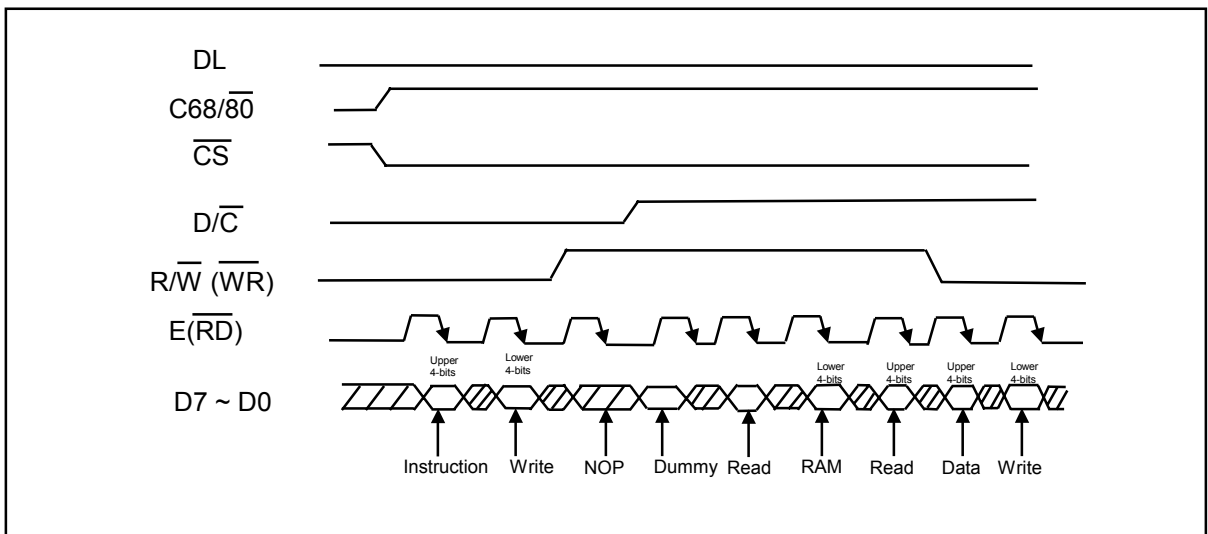 DL
C68/80
CS
D/C
R/W (WR)
E(RD)
Upper 4-bits
Lower 4-bits
Lower 4-bits
Upper 4-bits
Upper 4-bits
Lower 4-bits
D7 ~ D0
Instruction Write NOP Dummy Read RAM Read Data Write